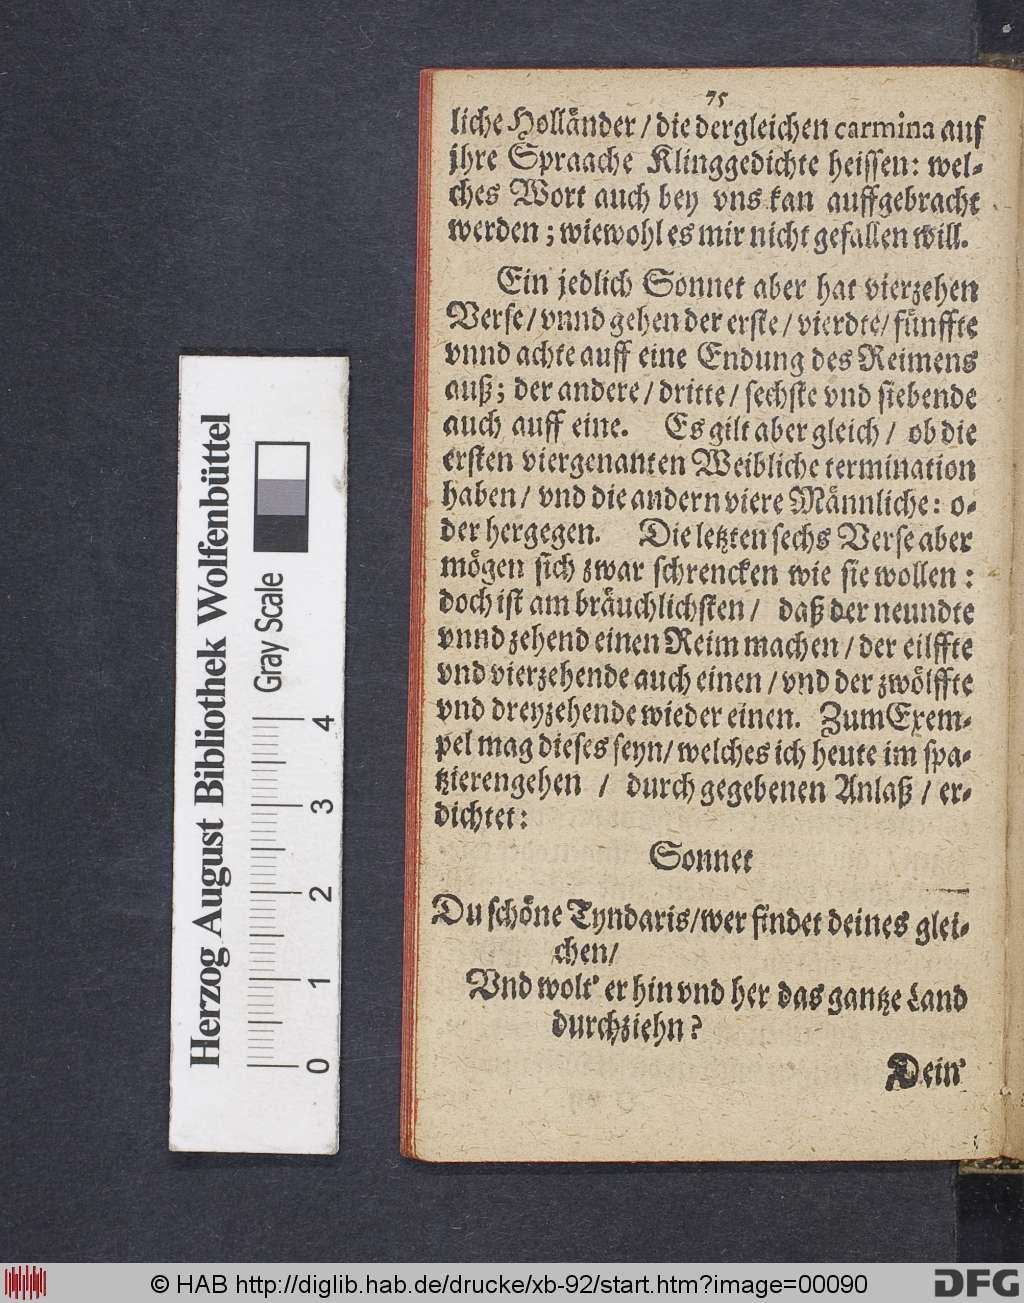 75
liche Holländer / die dergleichen carmina auf
jhre Spraache Klinggedichte heissen: wel-
ches Wort auch bey vns kan auffgebracht
werden ; wiewohl es mir nicht gefallen will.
Ein jedlich Sonnet aber hat vierzehen
Verse / vnnd gehen der erste / vierdte / fünffte
vnnd achte auff eine Endung des Reimens
auß; der andere / dritte / sechste vnd siebende
auch auff eine. Es gilt aber gleich / ob die
ersten viergenanten Weibliche termination
haben / vnd die andern viere Männliche: o-
der hergegen. Die letzten sechs Verse aber
mögen sich zwar schrencken wie sie wollen :
doch ist am bräuchlichsten / daß der neundte
vnnd zehend einen Reim machen / der eilffte
vnd vierzehende auch einen / vnd der zwölffte
vnd dreyzehende wieder einen. Zum Exem-
pel mag dieses seyn / welches ich heute im spa-
tzierengehen / durch gegebenen Anlaß / er-
dichtet :
Sonnet
Du schöne Tyndaris / wer findet deines glei-
chen /
Vnd wolt' er hin vnd her das gantze Land
durchziehn ?
Dein'
Herzog August Bibliothek Wolfenbüttel
Gray Scale
0 1 2 3 4
© HAB http://diglib.hab.de/drucke/xb-92/start.htm?image=00090
DFG